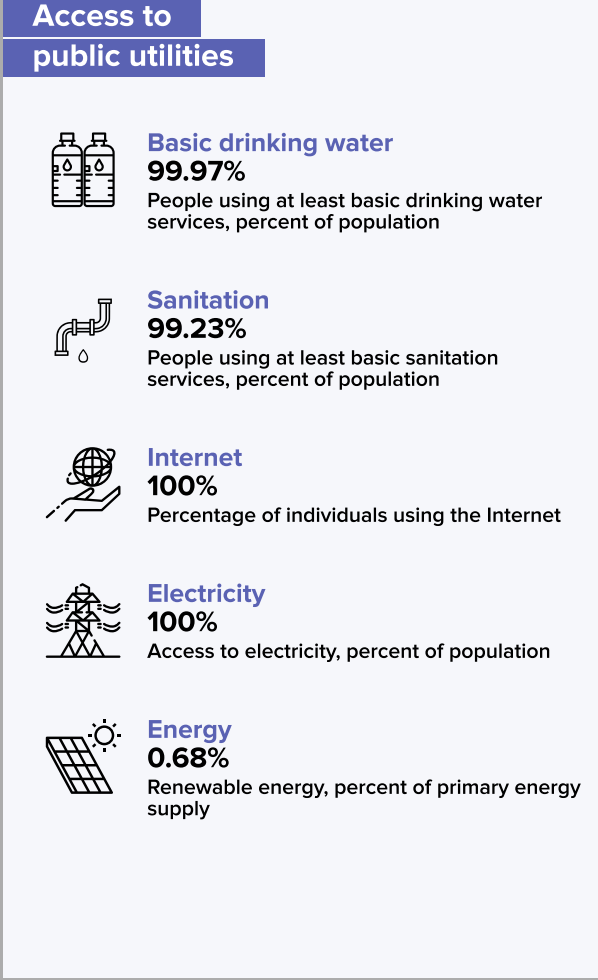 Access to
public utilities
Basic drinking water
99.97%
People using at least basic drinking water
services, percent of population
Sanitation
99.23%
People using at least basic sanitation
services, percent of population
Internet
100%
Percentage of individuals using the Internet
Electricity
100%
Access to electricity, percent of population
Energy
0.68%
Renewable energy, percent of primary energy
supply